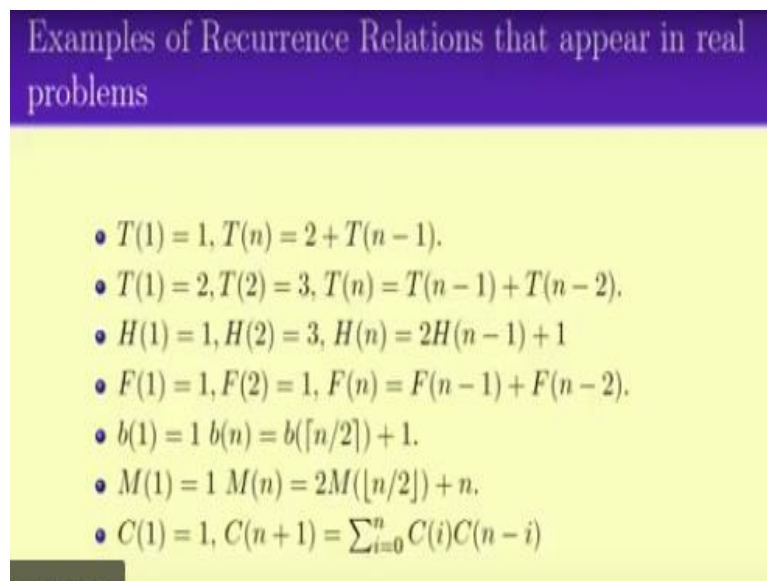 Examples of Recurrence Relations that appear in real
problems
• T(1) = 1, T(n) = 2 + T(n − 1).
• T(1) = 2, T(2) = 3, T(n) = T(n − 1) + T(n − 2).
• H(1) = 1, H(2) = 3, H(n) = 2H(n − 1) + 1
• F(1) = 1, F(2) = 1, F(n) = F(n − 1) + F(n − 2).
• b(1) = 1 b(n) = b(⌈n/2⌉) + 1.
• M(1) = 1 M(n) = 2M(⌊n/2⌋) + n.
• C(1) = 1, C(n + 1) = ∑ⁿᵢ₌₀ C(i)C(n − i)